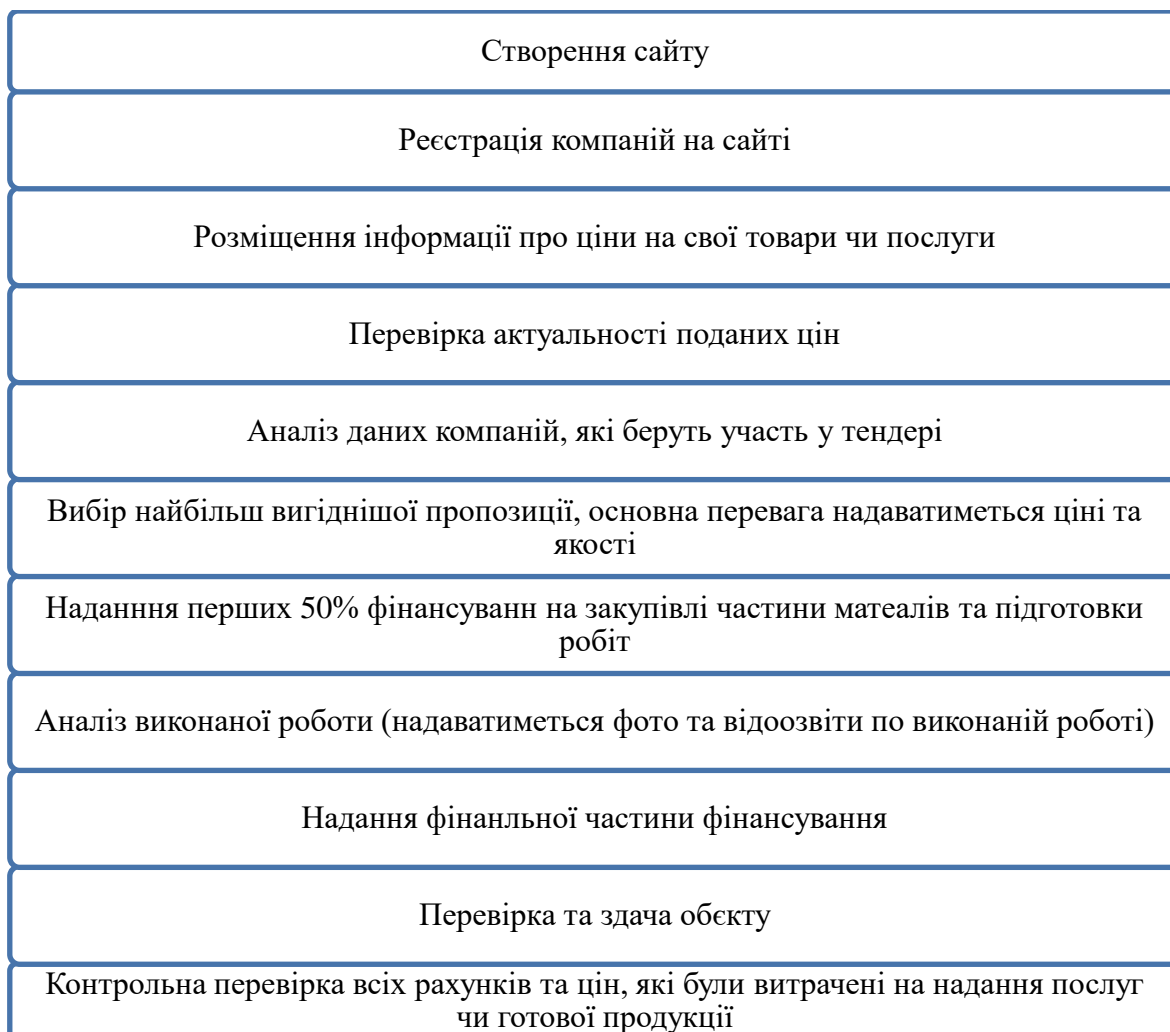 Створення сайту
Реєстрація компаній на сайті
Розміщення інформації про ціни на свої товари чи послуги
Перевірка актуальності поданих цін
Аналіз даних компаній, які беруть участь у тендері
Вибір найбільш вигіднішої пропозиції, основна перевага надаватиметься ціні та
якості
Наданння перших 50% фінансуванн на закупівлі частини матеалів та підготовки
робіт
Аналіз виконаної роботи (надаватиметься фото та відоозвіти по виконаній роботі)
Надання фінанльної частини фінансування
Перевірка та здача обєкту
Контрольна перевірка всіх рахунків та цін, які були витрачені на надання послуг
чи готової продукції